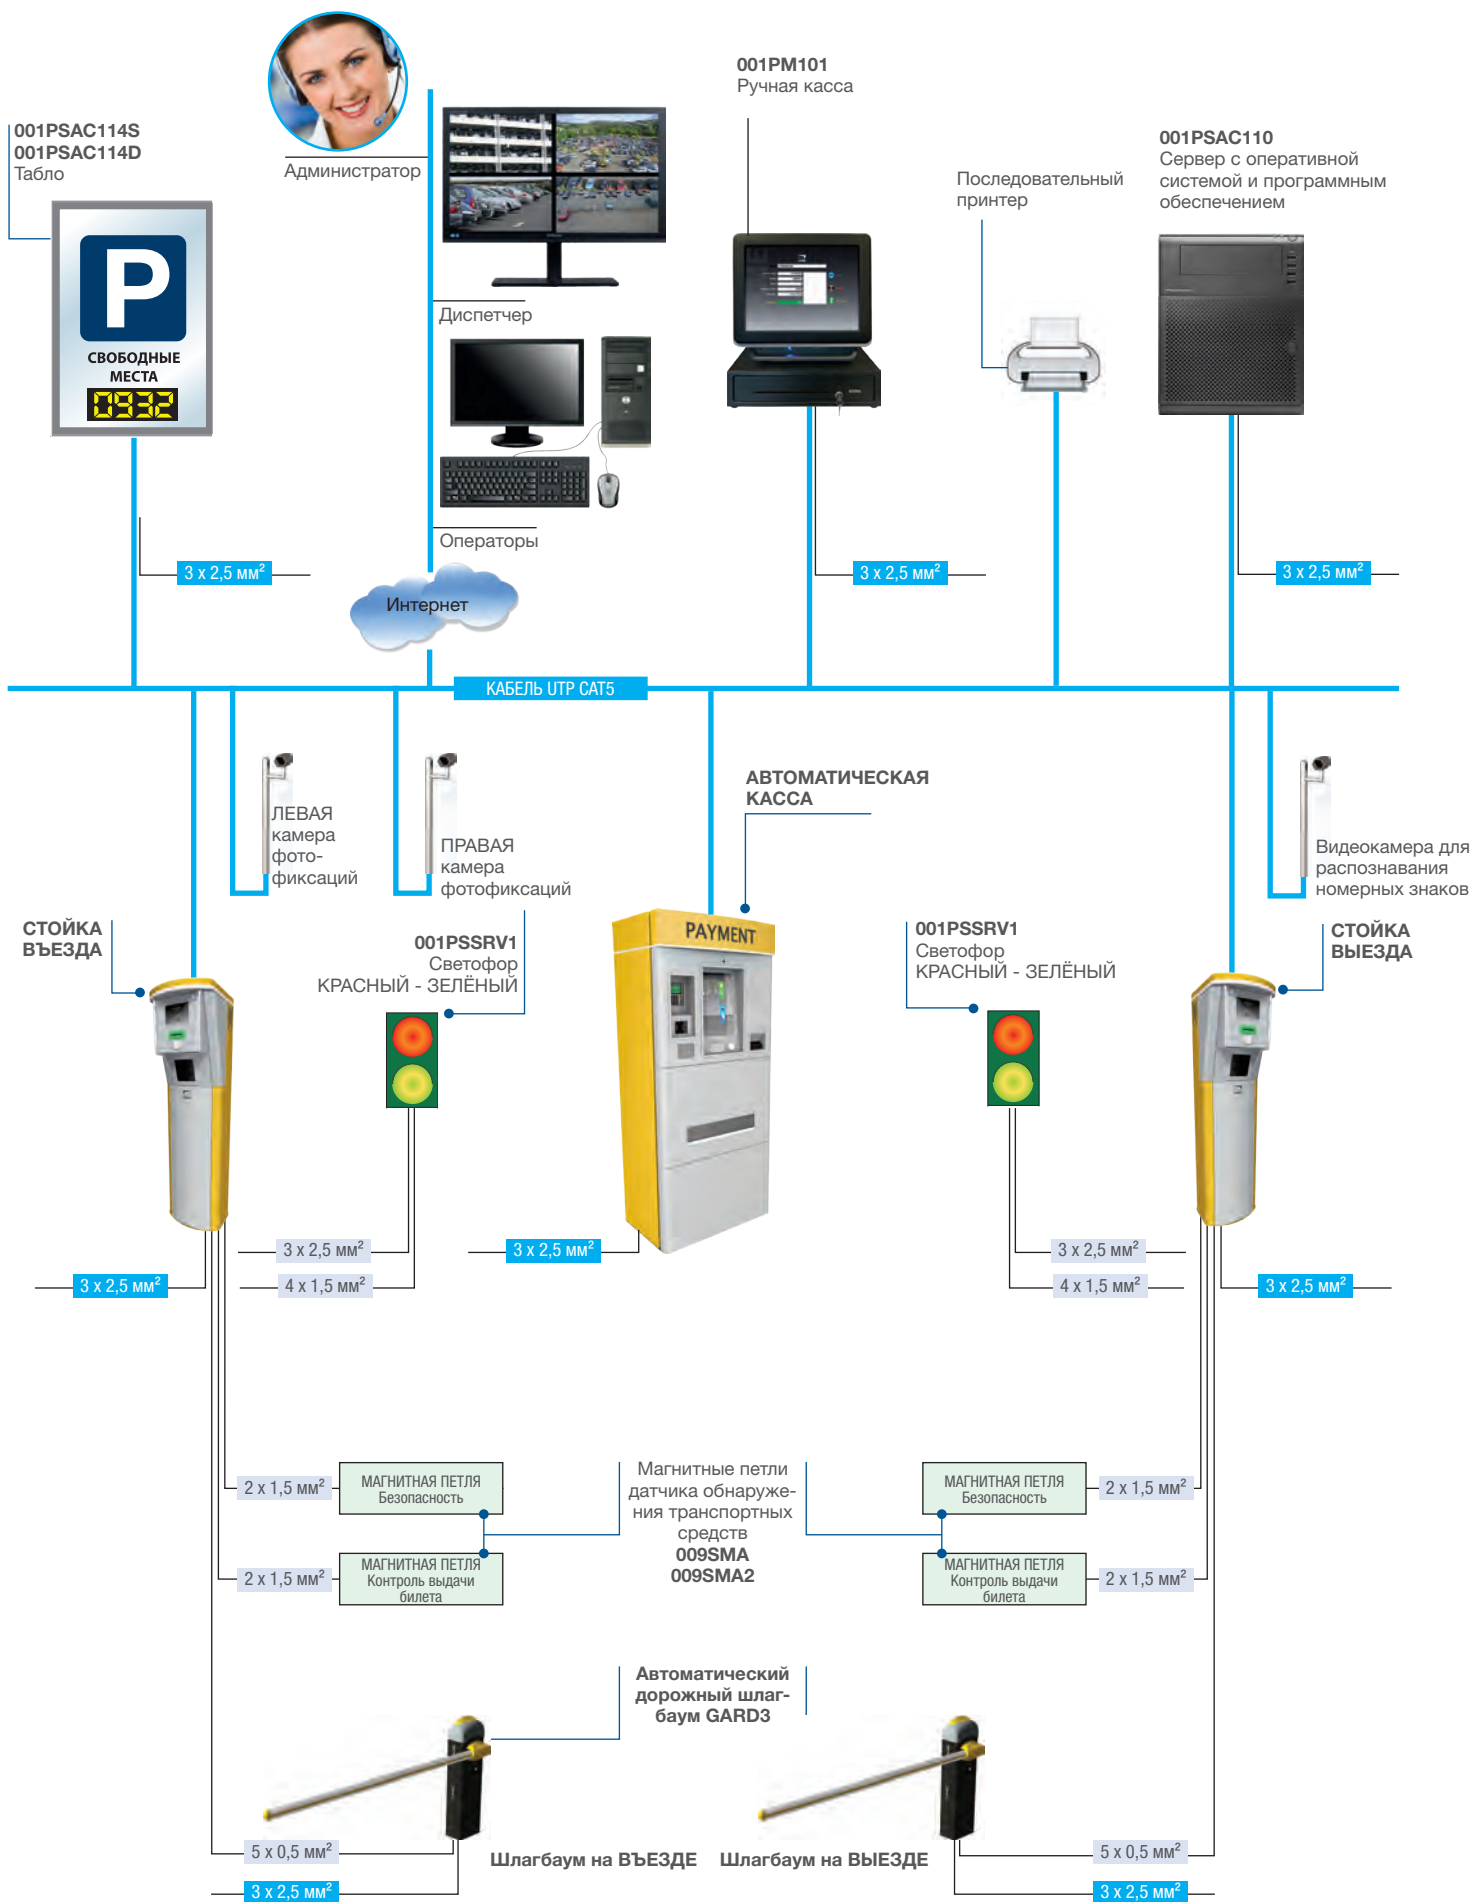 001PM101
Ручная касса
001PSAC114S
001PSAC114D
Табло
Администратор
001PSAC110
Сервер с оперативной
системой и программным
обеспечением
Последовательный
принтер
P
СВОБОДНЫЕ
МЕСТА
0932
Диспетчер
Операторы
3 x 2,5 мм²
3 x 2,5 мм²
3 x 2,5 мм²
Интернет
КАБЕЛЬ UTP CAT5
АВТОМАТИЧЕСКАЯ
КАССА
ЛЕВАЯ
камера
фото-
фиксаций
ПРАВАЯ
камера
фотофиксаций
Видеокамера для
распознавания
номерных знаков
СТОЙКА
ВЪЕЗДА
001PSSRV1
Светофор
КРАСНЫЙ - ЗЕЛЁНЫЙ
PAYMENT
001PSSRV1
Светофор
КРАСНЫЙ - ЗЕЛЁНЫЙ
СТОЙКА
ВЫЕЗДА
3 x 2,5 мм²
3 x 2,5 мм²
3 x 2,5 мм²
3 x 2,5 мм²
4 x 1,5 мм²
4 x 1,5 мм²
3 x 2,5 мм²
2 x 1,5 мм²
МАГНИТНАЯ ПЕТЛЯ
Безопасность
Магнитные петли
датчика обнаруже-
ния транспортных
средств
009SMA
009SMA2
МАГНИТНАЯ ПЕТЛЯ
Безопасность
2 x 1,5 мм²
2 x 1,5 мм²
МАГНИТНАЯ ПЕТЛЯ
Контроль выдачи
билета
МАГНИТНАЯ ПЕТЛЯ
Контроль выдачи
билета
2 x 1,5 мм²
Автоматический
дорожный шлаг-
баум GARD3
5 x 0,5 мм²
Шлагбаум на ВЪЕЗДЕ
Шлагбаум на ВЫЕЗДЕ
5 x 0,5 мм²
3 x 2,5 мм²
3 x 2,5 мм²